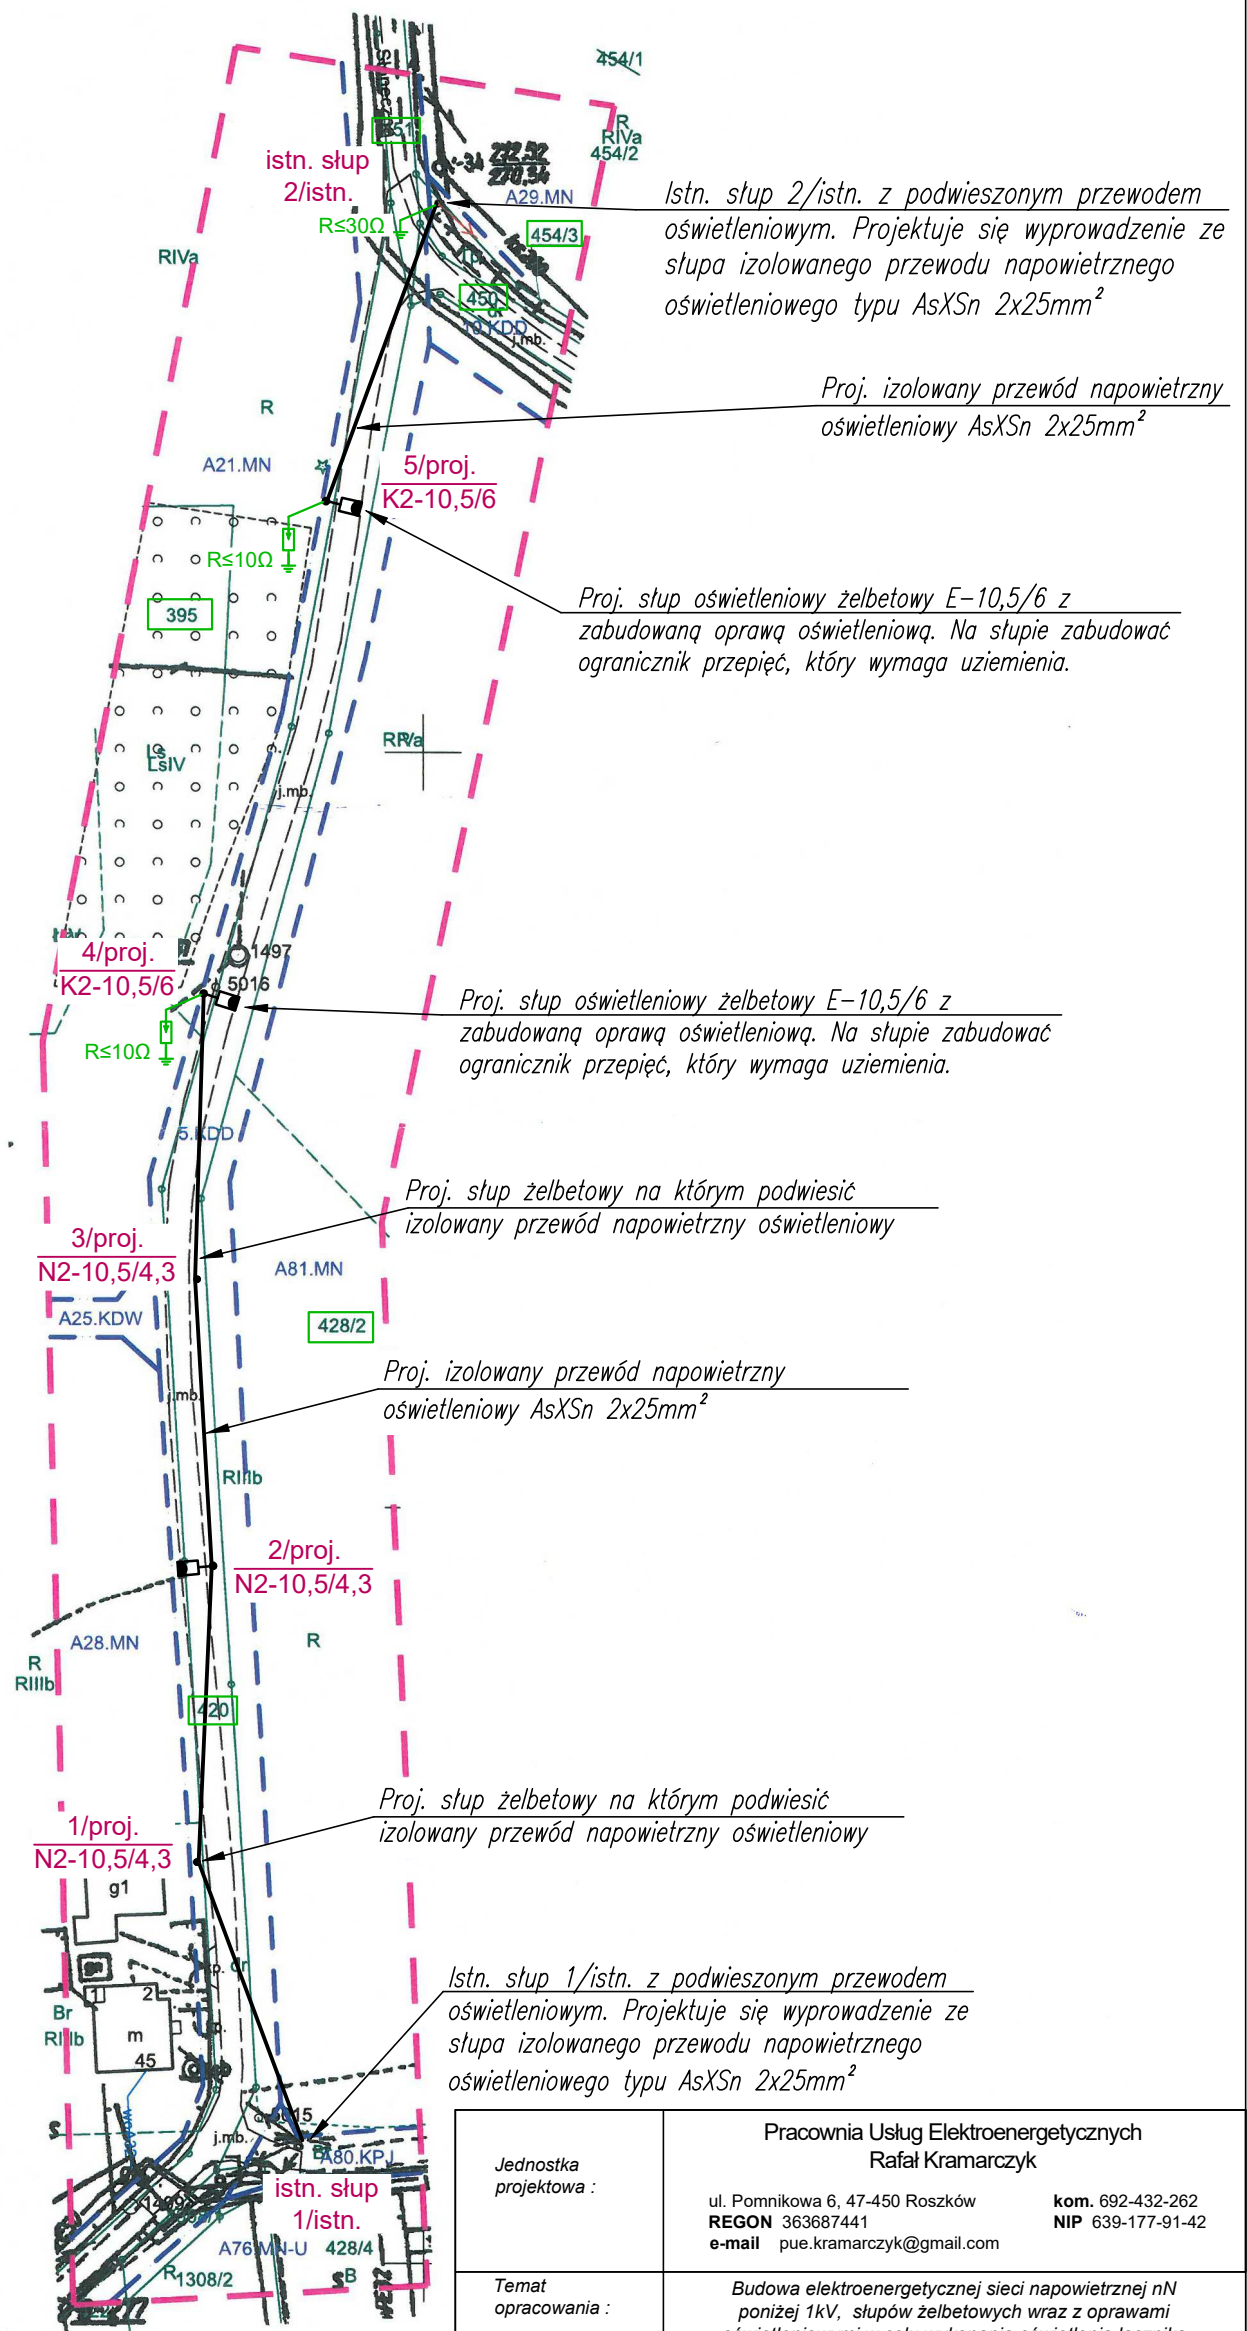 454/1
451
R
RIVa
454/2
istn. słup
2/istn.
-34 272,52
270,34
A29.MN
R≤30Ω
454/3
RIVa
450
10.KDD
j.mb.
Istn. słup 2/istn. z podwieszonym przewodem
oświetleniowym. Projektuje się wyprowadzenie ze
słupa izolowanego przewodu napowietrznego
oświetleniowego typu AsXSn 2x25mm²
Proj. izolowany przewód napowietrzny
oświetleniowy AsXSn 2x25mm²
R
A21.MN
5/proj.
K2-10,5/6
R≤10Ω
395
Proj. słup oświetleniowy żelbetowy E-10,5/6 z
zabudowaną oprawą oświetleniową. Na słupie zabudować
ogranicznik przepięć, który wymaga uziemienia.
Ls
LsIV
j.mb.
4/proj.
K2-10,5/6
1497
5016
R≤10Ω
Proj. słup oświetleniowy żelbetowy E-10,5/6 z
zabudowaną oprawą oświetleniową. Na słupie zabudować
ogranicznik przepięć, który wymaga uziemienia.
5.KDD
Proj. słup żelbetowy na którym podwiesić
izolowany przewód napowietrzny oświetleniowy
3/proj.
N2-10,5/4,3
A81.MN
A25.KDW
428/2
Proj. izolowany przewód napowietrzny
oświetleniowy AsXSn 2x25mm²
j.mb.
RIIIb
2/proj.
N2-10,5/4,3
A28.MN
R
R
RIIIb
420
Proj. słup żelbetowy na którym podwiesić
izolowany przewód napowietrzny oświetleniowy
1/proj.
N2-10,5/4,3
g1
dr
1 2
Br
RIIIb
m
45
Istn. słup 1/istn. z podwieszonym przewodem
oświetleniowym. Projektuje się wyprowadzenie ze
słupa izolowanego przewodu napowietrznego
oświetleniowego typu AsXSn 2x25mm²
5015
j.mb.
A80.KPJ
istn. słup
1/istn.
A76.MN-U 428/4
R 1308/2
B
Jednostka
projektowa :
Pracownia Usług Elektroenergetycznych
Rafał Kramarczyk
ul. Pomnikowa 6, 47-450 Roszków kom. 692-432-262
REGON 363687441 NIP 639-177-91-42
e-mail pue.kramarczyk@gmail.com
Temat
opracowania :
Budowa elektroenergetycznej sieci napowietrznej nN
poniżej 1kV, słupów żelbetowych wraz z oprawami